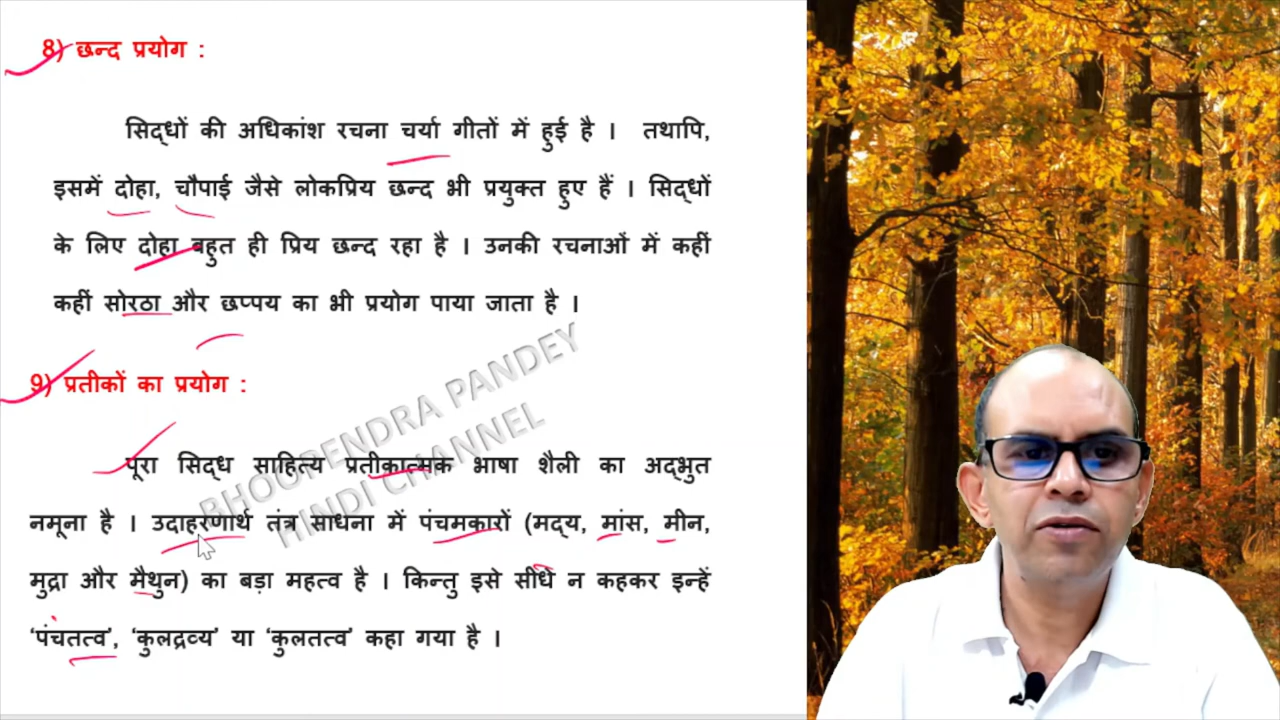 8) छन्द प्रयोग :
सिद्धों की अधिकांश रचना चर्या गीतों में हुई है । तथापि,
इसमें दोहा, चौपाई जैसे लोकप्रिय छन्द भी प्रयुक्त हुए हैं । सिद्धों
के लिए दोहा बहुत ही प्रिय छन्द रहा है । उनकी रचनाओं में कहीं
कहीं सोरठा और छप्पय का भी प्रयोग पाया जाता है ।
9) प्रतीकों का प्रयोग :
पूरा सिद्ध साहित्य प्रतीकात्मक भाषा शैली का अद्भुत
नमूना है । उदाहरणार्थ तंत्र साधना में पंचमकारों (मद्य, मांस, मीन,
मुद्रा और मैथुन) का बड़ा महत्व है । किन्तु इसे सीधे न कहकर इन्हें
‘पंचतत्व’, ‘कुलद्रव्य’ या ‘कुलतत्व’ कहा गया है ।
BHOOPENDRA PANDEY
HINDI CHANNEL